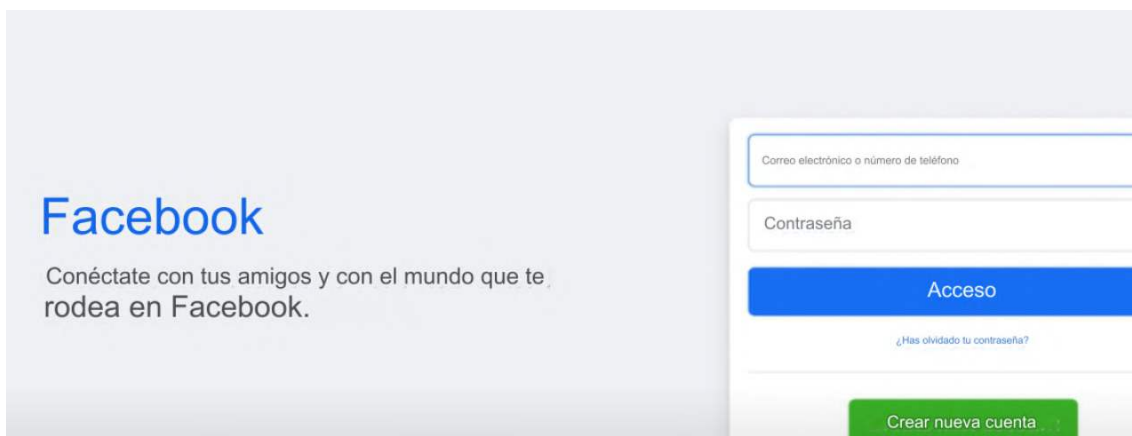 Facebook
Conéctate con tus amigos y con el mundo que te
rodea en Facebook.
Correo electrónico o número de teléfono
Contraseña
Acceso
¿Has olvidado tu contraseña?
Crear nueva cuenta